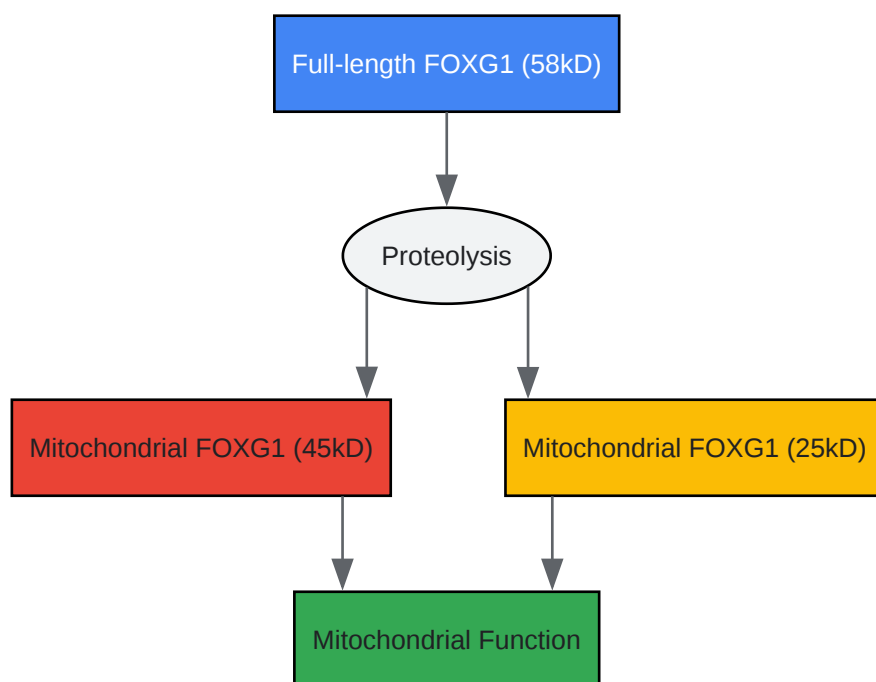 Full-length FOXG1 (58kD)
Proteolysis
Mitochondrial FOXG1 (45kD)
Mitochondrial FOXG1 (25kD)
Mitochondrial Function